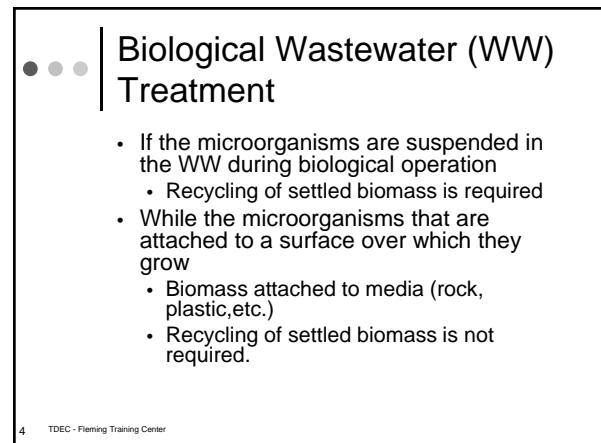 Biological Wastewater (WW)
Treatment
• If the microorganisms are suspended in
the WW during biological operation
• Recycling of settled biomass is required
• While the microorganisms that are
attached to a surface over which they
grow
• Biomass attached to media (rock,
plastic,etc.)
• Recycling of settled biomass is not
required.
4 TDEC - Fleming Training Center